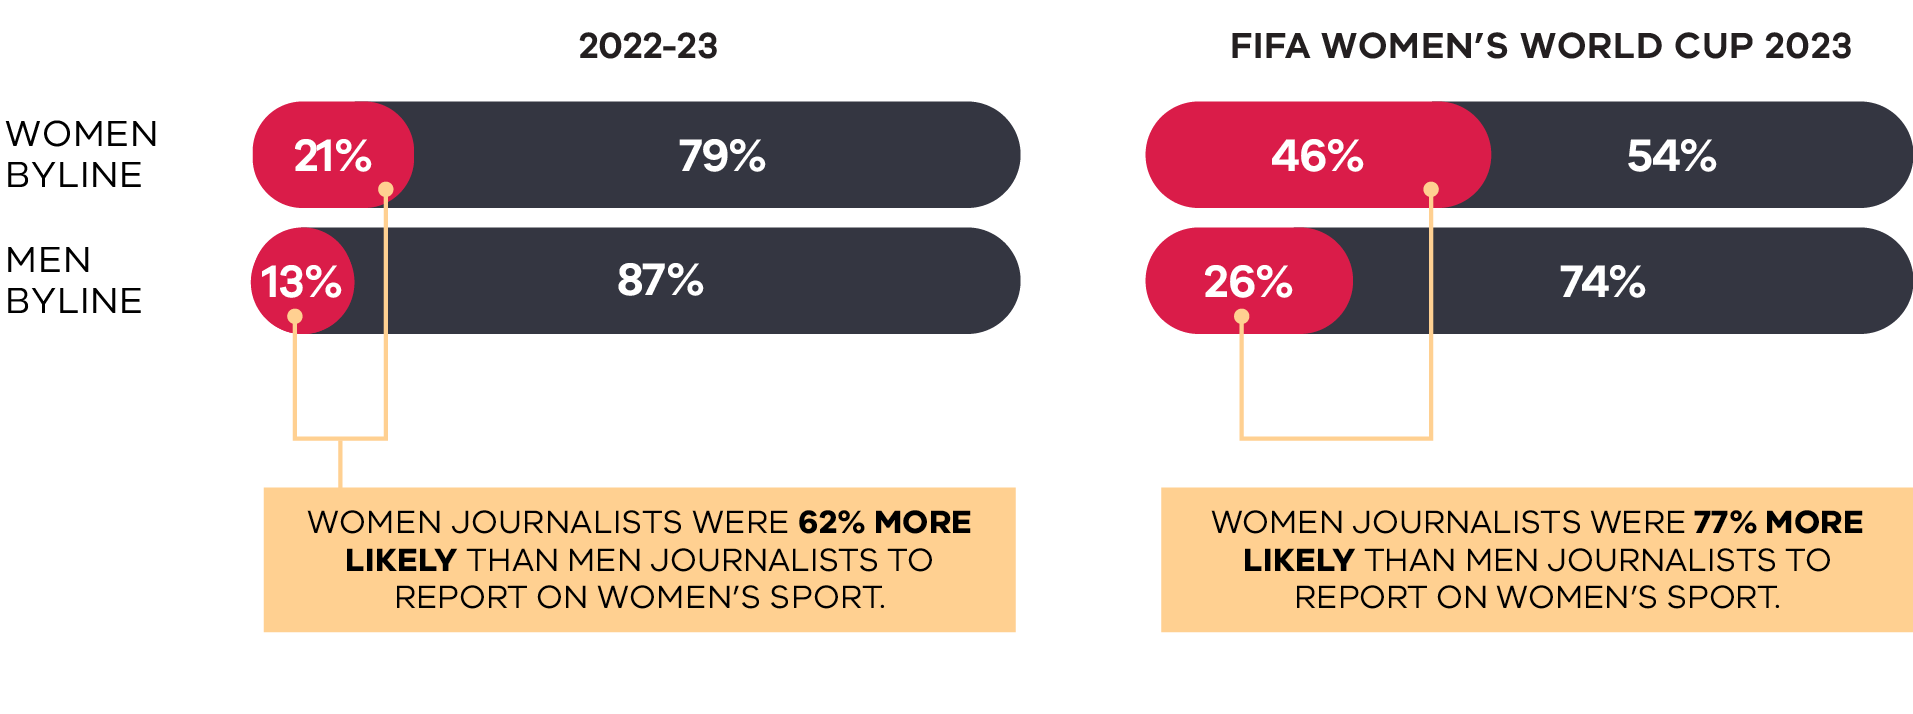 2022-23
FIFA WOMEN’S WORLD CUP 2023
WOMEN
BYLINE
21%
79%
46%
54%
MEN
BYLINE
13%
87%
26%
74%
WOMEN JOURNALISTS WERE 62% MORE
LIKELY THAN MEN JOURNALISTS TO
REPORT ON WOMEN’S SPORT.
WOMEN JOURNALISTS WERE 77% MORE
LIKELY THAN MEN JOURNALISTS TO
REPORT ON WOMEN’S SPORT.